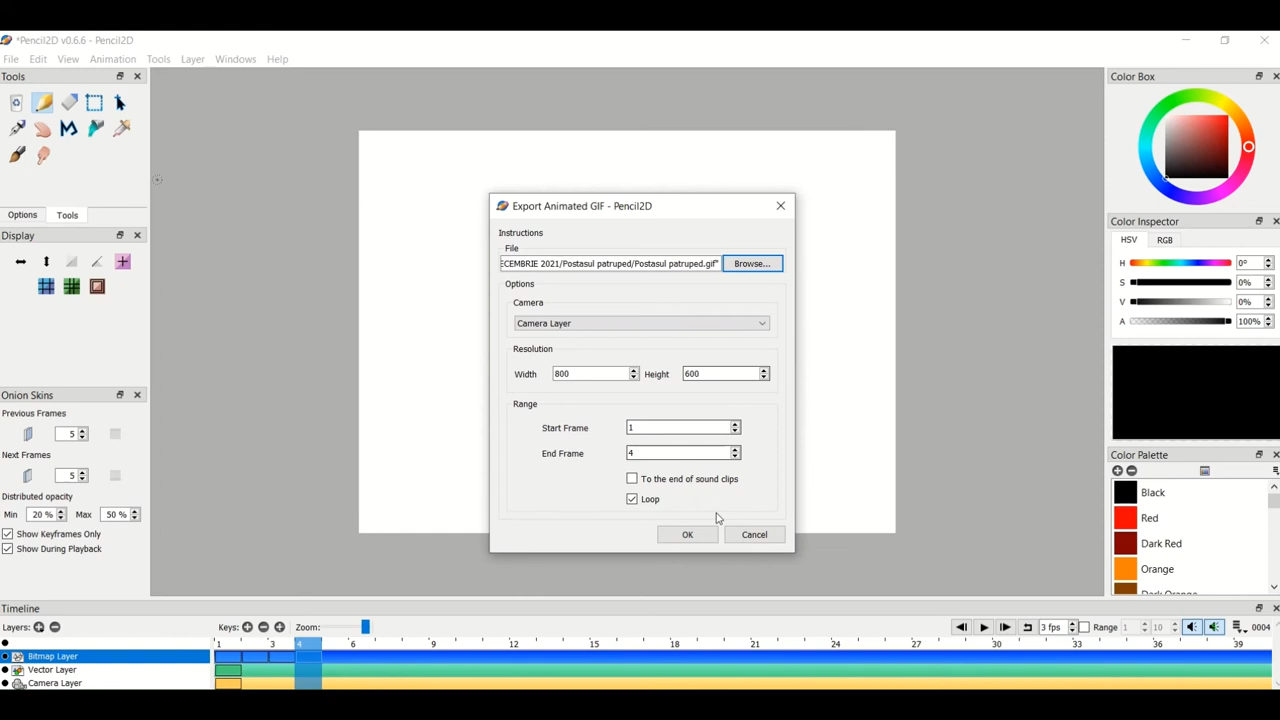 *Pencil2D v0.6.6 - Pencil2D
File Edit View Animation Tools Layer Windows Help
Tools
Options Tools
Display
Onion Skins
Previous Frames
5
Next Frames
5
Distributed opacity
Min 20 % Max 50 %
Show Keyframes Only
Show During Playback
Export Animated GIF - Pencil2D
Instructions
File
ECEMBRIE 2021/Postasul patruped/Postasul patruped.gif" Browse...
Options
Camera
Camera Layer
Resolution
Width 800 Height 600
Range
Start Frame 1
End Frame 4
To the end of sound clips
Loop
OK Cancel
Color Box
Color Inspector
HSV RGB
H 0°
S 0%
V 0%
A 100%
Color Palette
Black
Red
Dark Red
Orange
Dark Orange
Timeline
Layers: Keys: Zoom: 3 fps Range 1 10 0004
1 4 6 9 12 15 18 21 24 27 30 33 36 39
Bitmap Layer
Vector Layer
Camera Layer